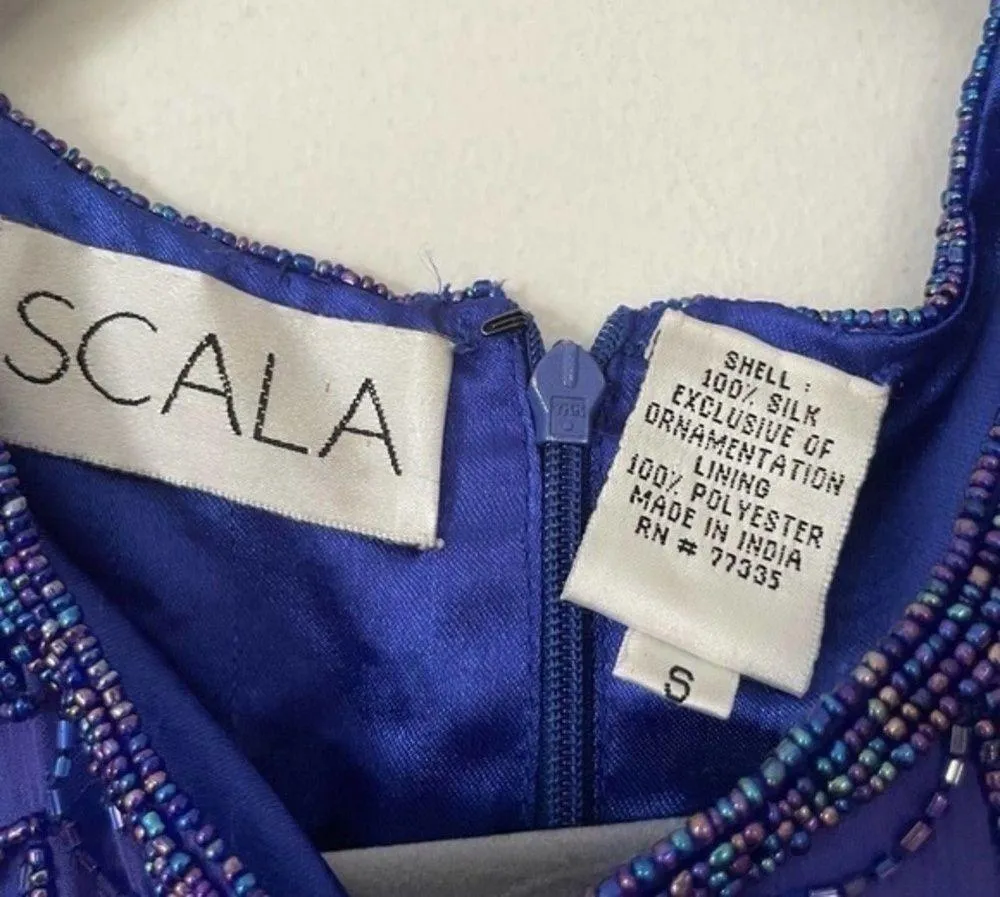 SCALA
SHELL :
100% SILK
EXCLUSIVE OF
ORNAMENTATION
LINING
100% POLYESTER
MADE IN INDIA
RN # 77335
S